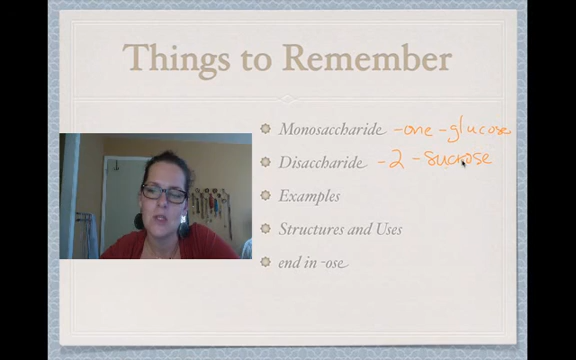 Things to Remember
Monosaccharide -one -glucose
Disaccharide -2 -sucrose
Examples
Structures and Uses
end in -ose